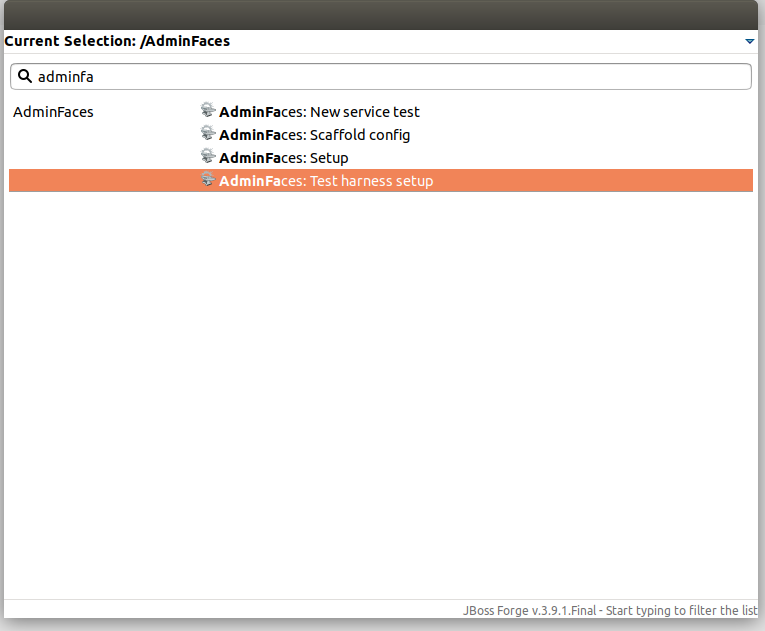 Current Selection: /AdminFaces
adminfa
AdminFaces AdminFaces: New service test
AdminFaces: Scaffold config
AdminFaces: Setup
AdminFaces: Test harness setup
JBoss Forge v.3.9.1.Final - Start typing to filter the list